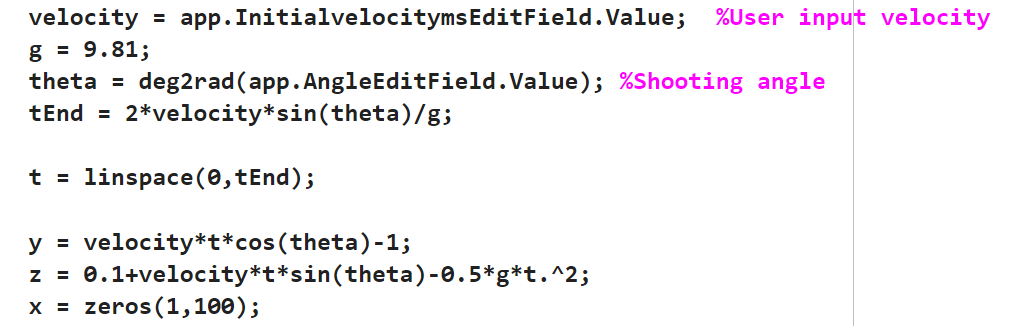 velocity = app.InitialvelocitymsEditField.Value;  %User input velocity
g = 9.81;
theta = deg2rad(app.AngleEditField.Value); %Shooting angle
tEnd = 2*velocity*sin(theta)/g;
t = linspace(0,tEnd);
y = velocity*t*cos(theta)-1;
z = 0.1+velocity*t*sin(theta)-0.5*g*t.^2;
x = zeros(1,100);